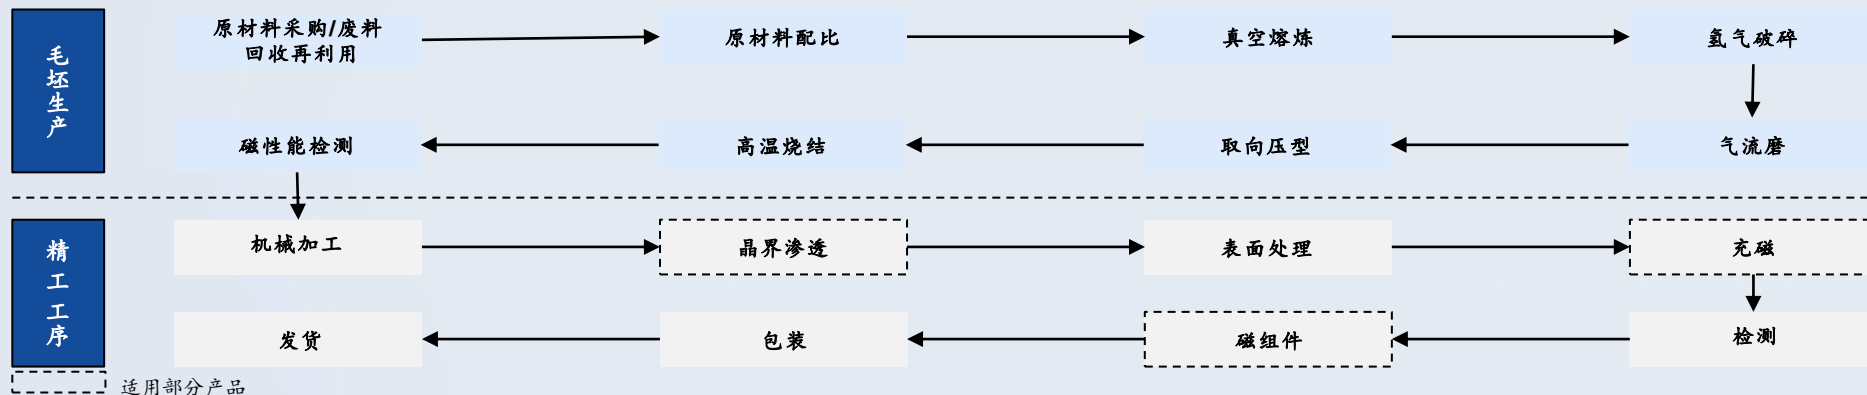 毛坯生产
原材料采购/废料
回收再利用
原材料配比
真空熔炼
氢气破碎
磁性能检测
高温烧结
取向压型
气流磨
精工工序
机械加工
晶界渗透
表面处理
充磁
发货
包装
磁组件
检测
适用部分产品